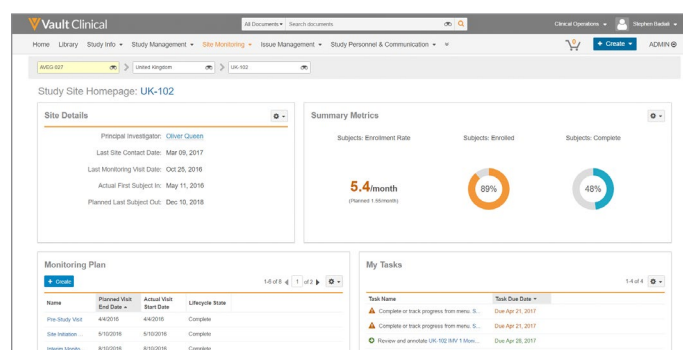 Vault Clinical
All Documents Search documents
Clinical Operations Stephen Badiali
Home Library Study Info Study Management Site Monitoring Issue Management Study Personnel & Communication
0 + Create ADMIN
AVEG-027 United Kingdom UK-102
Study Site Homepage: UK-102
Site Details
Principal Investigator: Oliver Queen
Last Site Contact Date: Mar 09, 2017
Last Monitoring Visit Date: Oct 25, 2016
Actual First Subject In: May 11, 2016
Planned Last Subject Out: Dec 10, 2018
Summary Metrics
Subjects: Enrollment Rate Subjects: Enrolled Subjects: Complete
5.4/month 89% 48%
(Planned 1.55/month)
Monitoring Plan
+ Create 1-6 of 8 1 of 2
Name Planned Visit End Date Actual Visit Start Date Lifecycle State
Pre-Study Visit 4/4/2016 4/4/2016 Complete
Site Initiation ... 5/10/2016 5/10/2016 Complete
Interim Monito... 8/10/2016 8/10/2016 Complete
My Tasks
1-4 of 4
Task Name Task Due Date
Complete or track progress from menu. S... Due Apr 21, 2017
Complete or track progress from menu. S... Due Apr 21, 2017
Review and annotate UK-102 IMV 1 Moni... Due Apr 28, 2017